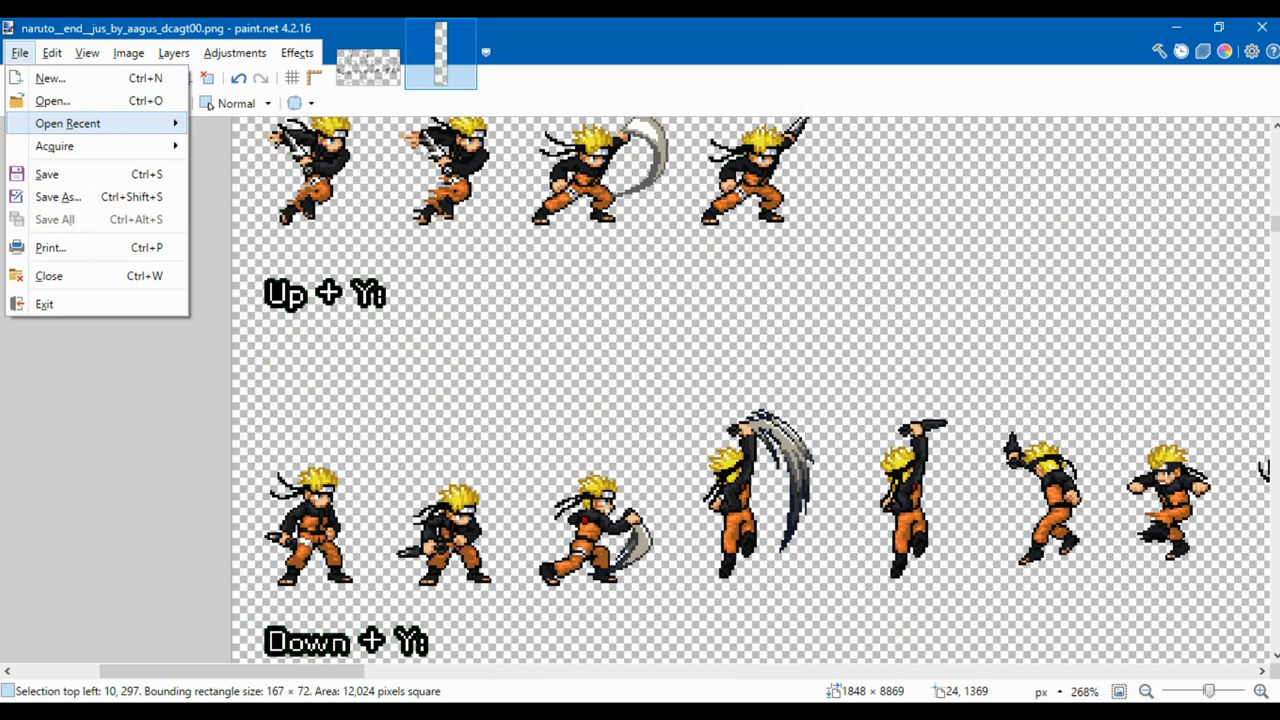 naruto__end__jus_by_aagus_dcagt00.png - paint.net 4.2.16
File Edit View Image Layers Adjustments Effects
New... Ctrl+N
Open... Ctrl+O
Normal
Open Recent
Acquire
Save Ctrl+S
Save As... Ctrl+Shift+S
Save All Ctrl+Alt+S
Print... Ctrl+P
Close Ctrl+W
Exit
Up + Y:
Down + Y:
Selection top left: 10, 297. Bounding rectangle size: 167 × 72. Area: 12,024 pixels square 1848 × 8869 24, 1369 px 268%